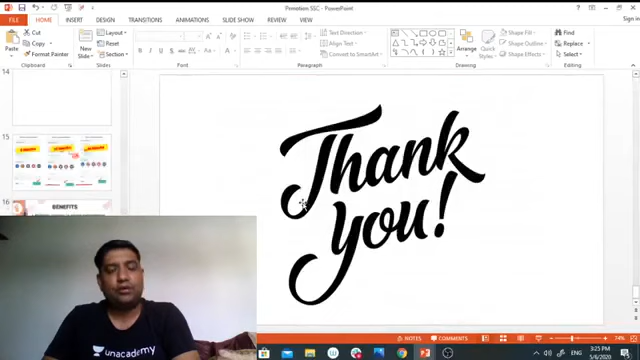 Prmotion SSC - PowerPoint
FILE HOME INSERT DESIGN TRANSITIONS ANIMATIONS SLIDE SHOW REVIEW VIEW
Sign in
Paste
Cut
Copy
Format Painter
New Slide
Layout
Reset
Section
Text Direction
Align Text
Convert to SmartArt
Arrange
Quick Styles
Shape Fill
Shape Outline
Shape Effects
Find
Replace
Select
Clipboard Slides Font Paragraph Drawing Editing
14
15
16
BENEFITS
Thank
you!
unacademy
NOTES COMMENTS 74%
ENG
3:25 PM
5/6/2020